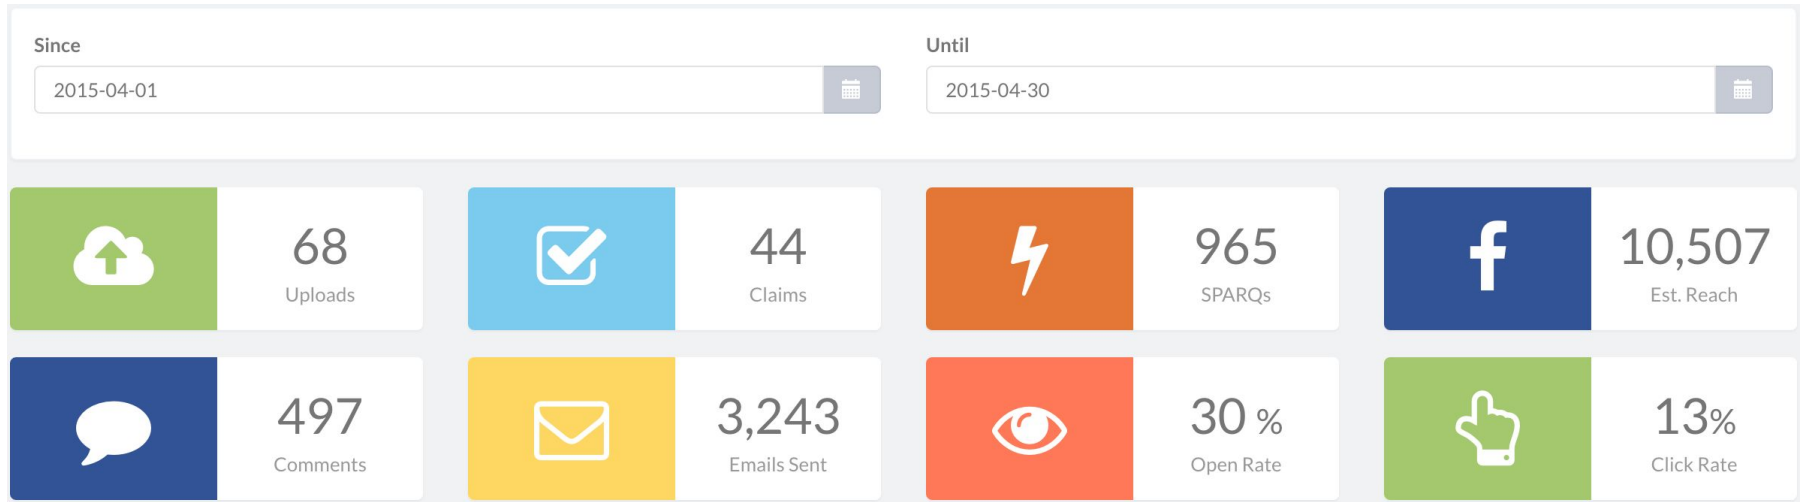 Since
Until
2015-04-01
2015-04-30
68
Uploads
44
Claims
965
SPARQs
10,507
Est. Reach
497
Comments
3,243
Emails Sent
30 %
Open Rate
13%
Click Rate